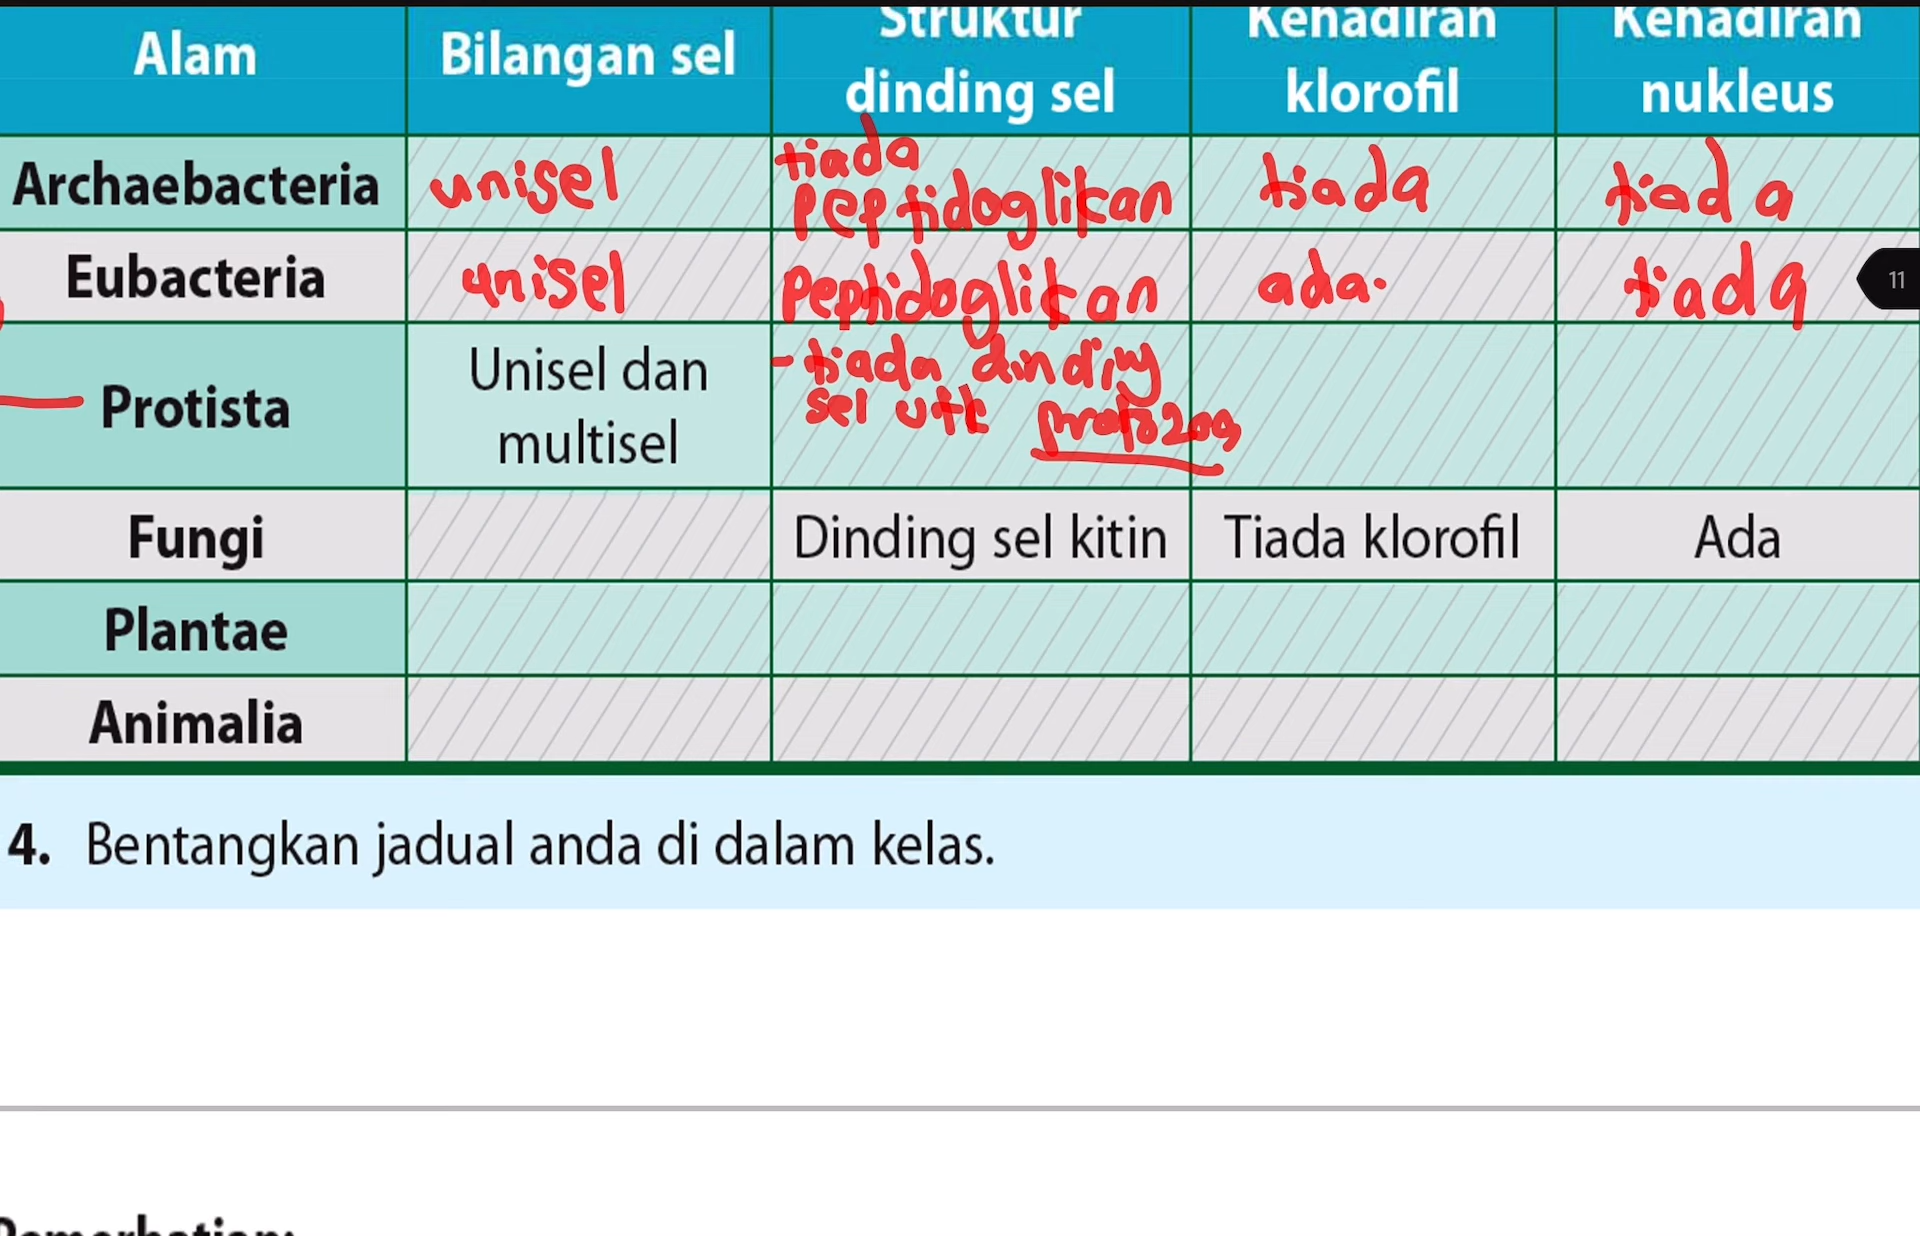 Alam
Bilangan sel
Struktur
dinding sel
Kehadiran
klorofil
Kehadiran
nukleus
Archaebacteria
unisel
tiada
peptidoglikan
tiada
tiada
Eubacteria
unisel
peptidoglikan
ada.
tiada
11
Protista
Unisel dan
multisel
- tiada dinding
sel utk protozoa
Fungi
Dinding sel kitin
Tiada klorofil
Ada
Plantae
Animalia
4. Bentangkan jadual anda di dalam kelas.